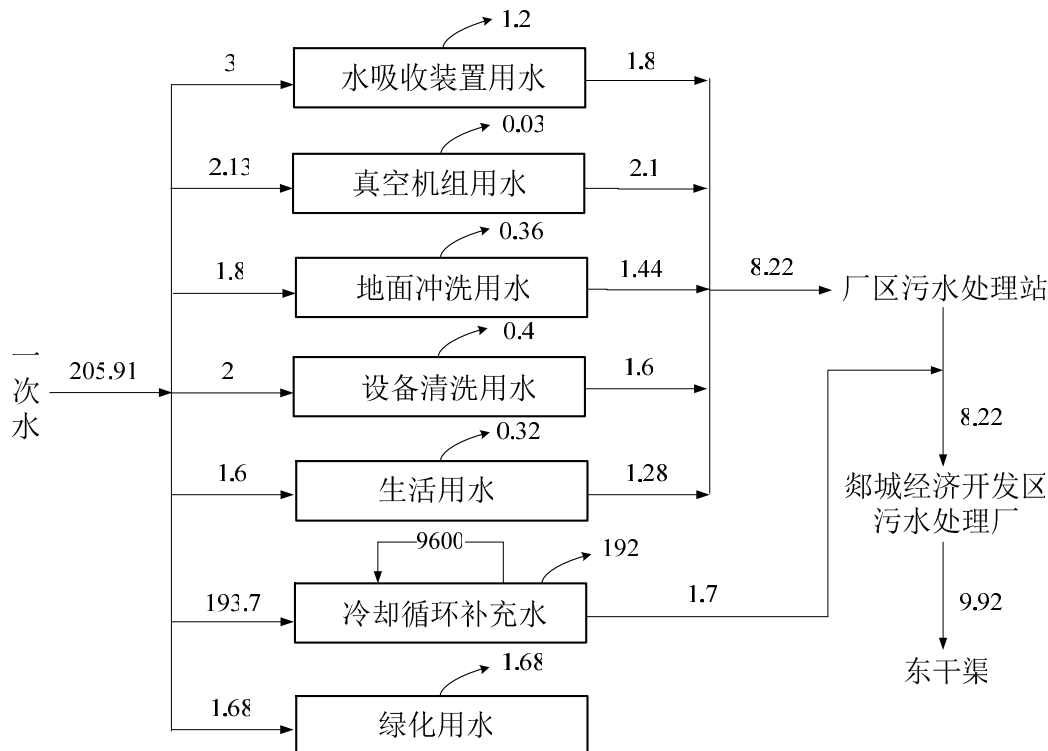 1.2
3
水吸收装置用水
1.8
0.03
2.13
真空机组用水
2.1
0.36
1.8
地面冲洗用水
1.44
8.22
厂区污水处理站
0.4
一次水
205.91
2
设备清洗用水
1.6
8.22
0.32
1.6
生活用水
1.28
郯城经济开发区
污水处理厂
9600
192
193.7
冷却循环补充水
1.7
9.92
东干渠
1.68
1.68
绿化用水